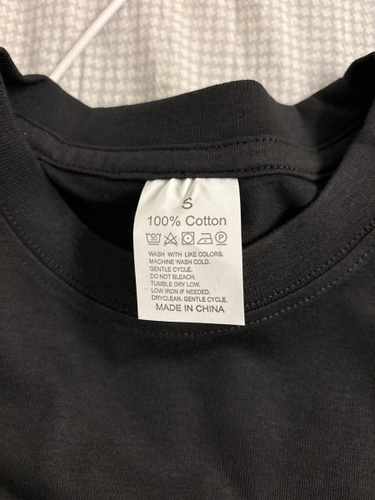 S
100% Cotton
P
WASH WITH LIKE COLORS.
MACHINE WASH COLD.
GENTLE CYCLE.
DO NOT BLEACH.
TUMBLE DRY LOW.
LOW IRON IF NEEDED.
DRYCLEAN. GENTLE CYCLE.
MADE IN CHINA